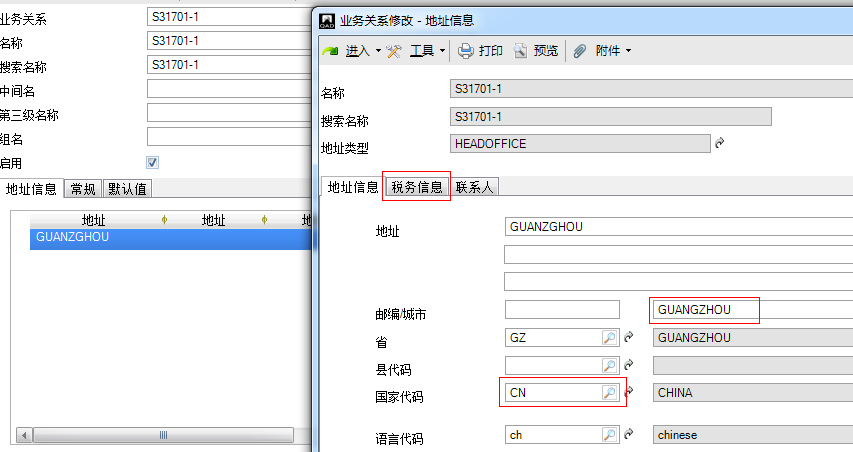 业务关系 S31701-1
名称 S31701-1
搜索名称 S31701-1
中间名
第三级名称
组名
启用
地址信息 常规 默认值
地址 地址 地
GUANZGHOU
QAD 业务关系修改 - 地址信息
进入 工具 打印 预览 附件
名称 S31701-1
搜索名称 S31701-1
地址类型 HEADOFFICE
地址信息 税务信息 联系人
地址 GUANZGHOU
邮编/城市 GUANGZHOU
省 GZ GUANGZHOU
县代码
国家代码 CN CHINA
语言代码 ch chinese